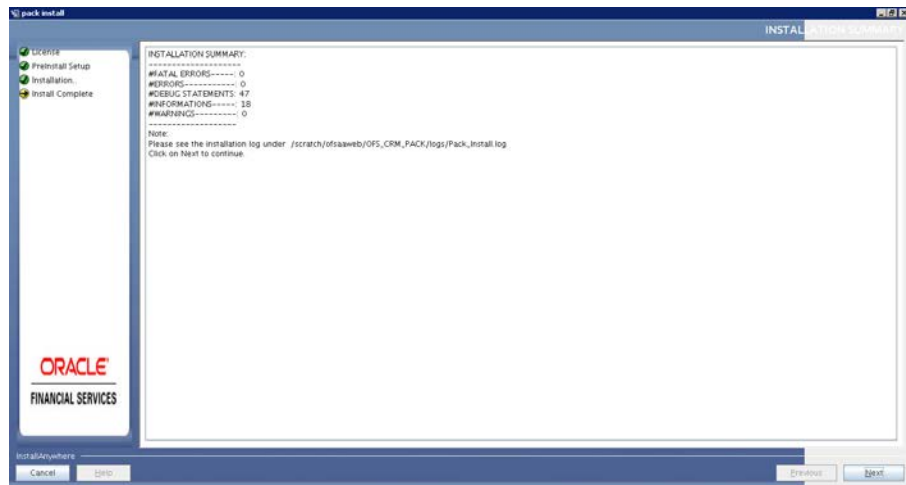 pack install
INSTALLATION SUMMARY
License
PreInstall Setup
Installation..
Install Complete
INSTALLATION SUMMARY:
--------------------
#FATAL ERRORS-----: 0
#ERRORS------------: 0
#DEBUG STATEMENTS: 47
#INFORMATIONS-----: 18
#WARNINGS---------: 0
-------------------
Note:
Please see the installation log under /scratch/ofsaaweb/OFS_CRM_PACK/logs/Pack_Install.log
Click on Next to continue.
ORACLE
FINANCIAL SERVICES
InstallAnywhere
Cancel
Help
Previous
Next